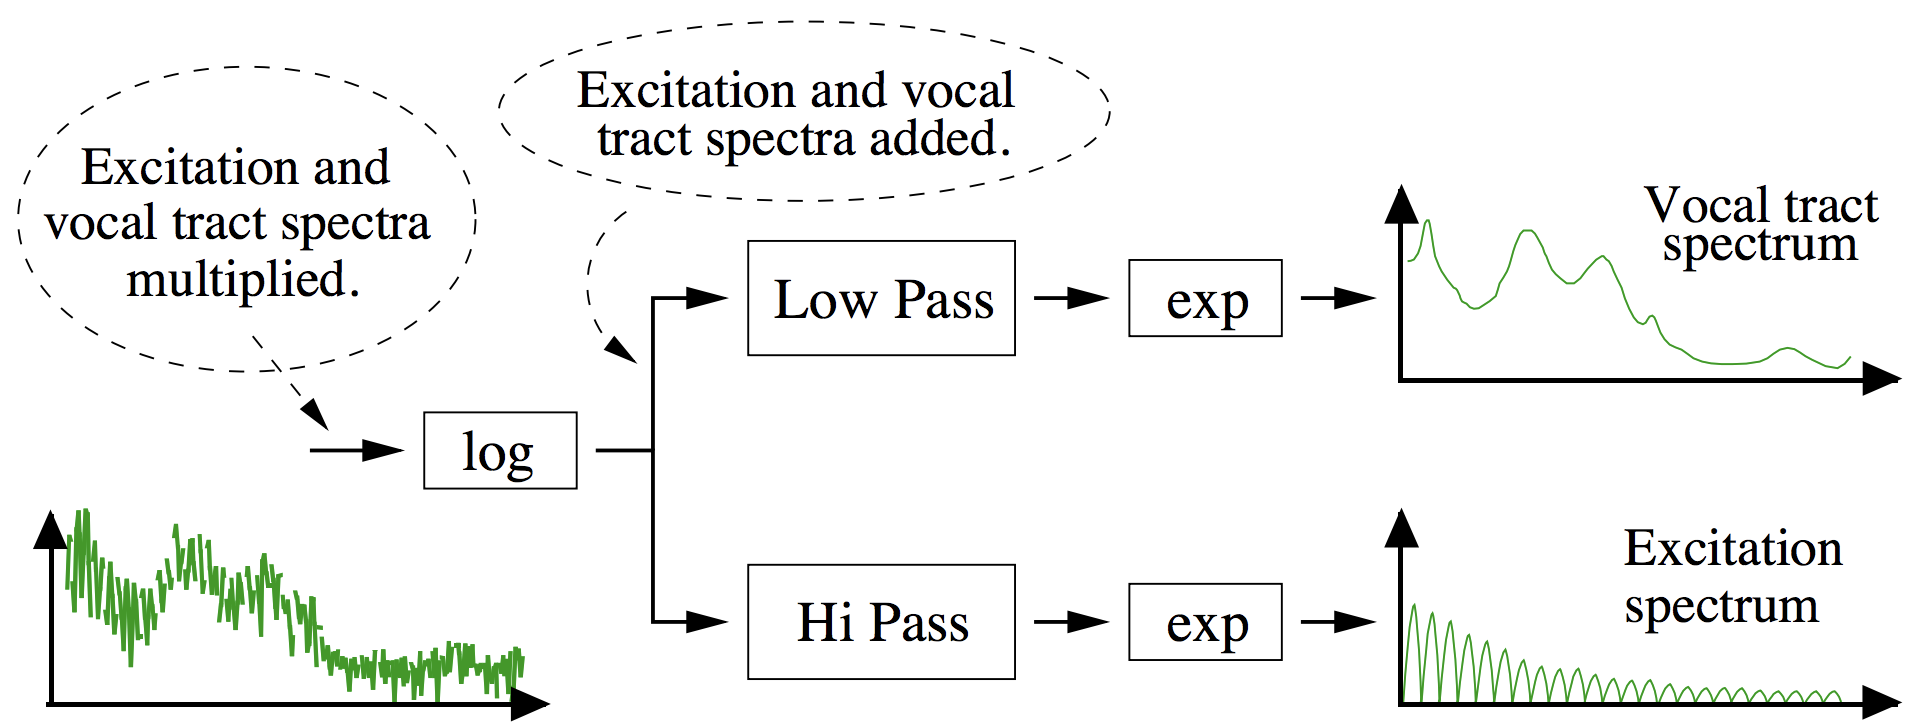 Excitation and
vocal tract spectra
multiplied.
Excitation and vocal
tract spectra added.
log
Low Pass
exp
Vocal tract
spectrum
Hi Pass
exp
Excitation
spectrum